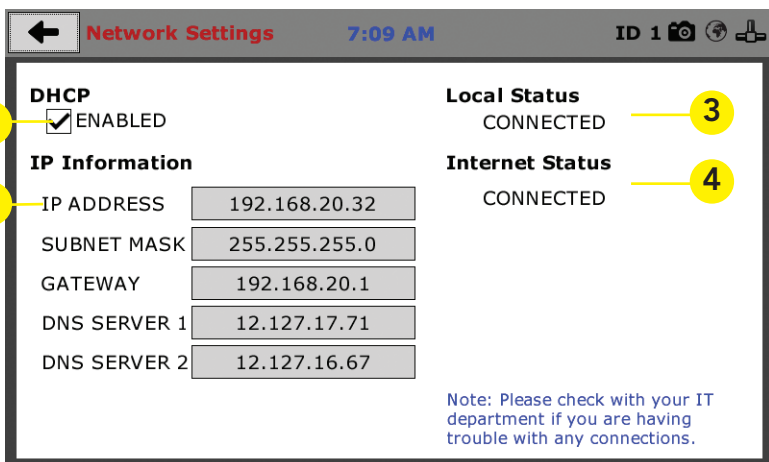 Network Settings 7:09 AM ID 1
DHCP
ENABLED
Local Status
CONNECTED
3
IP Information
Internet Status
CONNECTED
4
IP ADDRESS 192.168.20.32
SUBNET MASK 255.255.255.0
GATEWAY 192.168.20.1
DNS SERVER 1 12.127.17.71
DNS SERVER 2 12.127.16.67
Note: Please check with your IT
department if you are having
trouble with any connections.